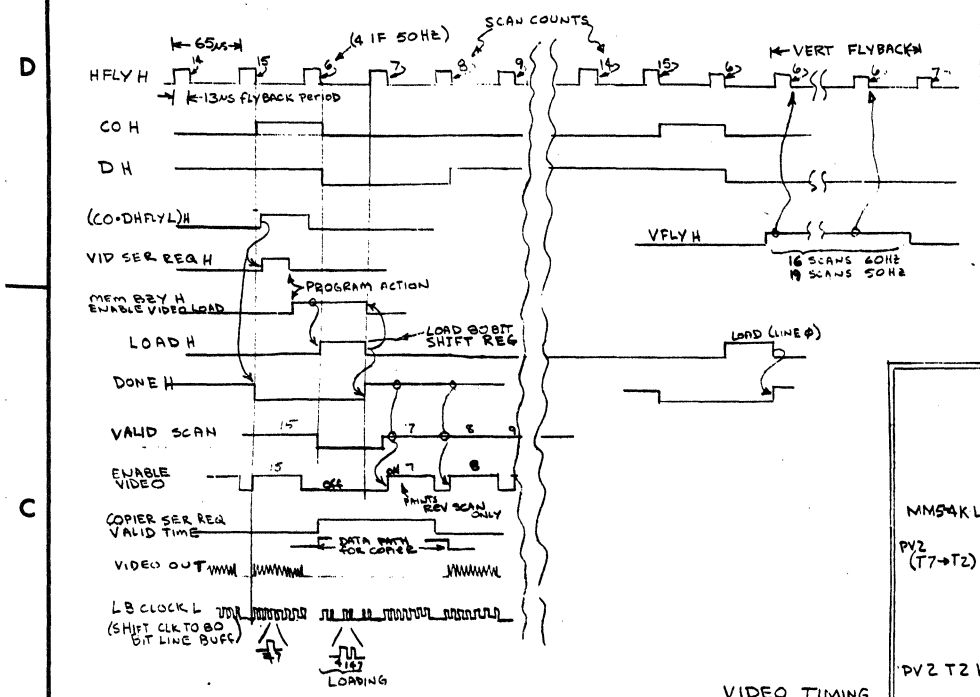 D
SCAN COUNTS
65µs
(4 IF 50 HZ)
VERT FLYBACK
HFLY H
14 15 6 7 8 9 14 15 6 6 6 7
13µs FLYBACK PERIOD
CO H
D H
(CO•DHFLYL)H
VFLY H
16 SCANS 60HZ
19 SCANS 50HZ
VID SER REQ H
PROGRAM ACTION
MEM BZY H
ENABLE VIDEO LOAD
LOAD H
LOAD 80 BIT
SHIFT REG
LOAD (LINE Ø)
DONE H
VALID SCAN
15 7 8 9
ENABLE
VIDEO
15 OFF ON 7 8
PAINTS
REV SCAN
ONLY
C
COPIER SER REQ
VALID TIME
DATA PATH
FOR COPIER
VIDEO OUT
LB CLOCK L
(SHIFT CLK TO 80
BIT LINE BUFF)
LOADING
MM54K L
PV2
(T7→T2)
PV2 T2
VIDEO TIMING